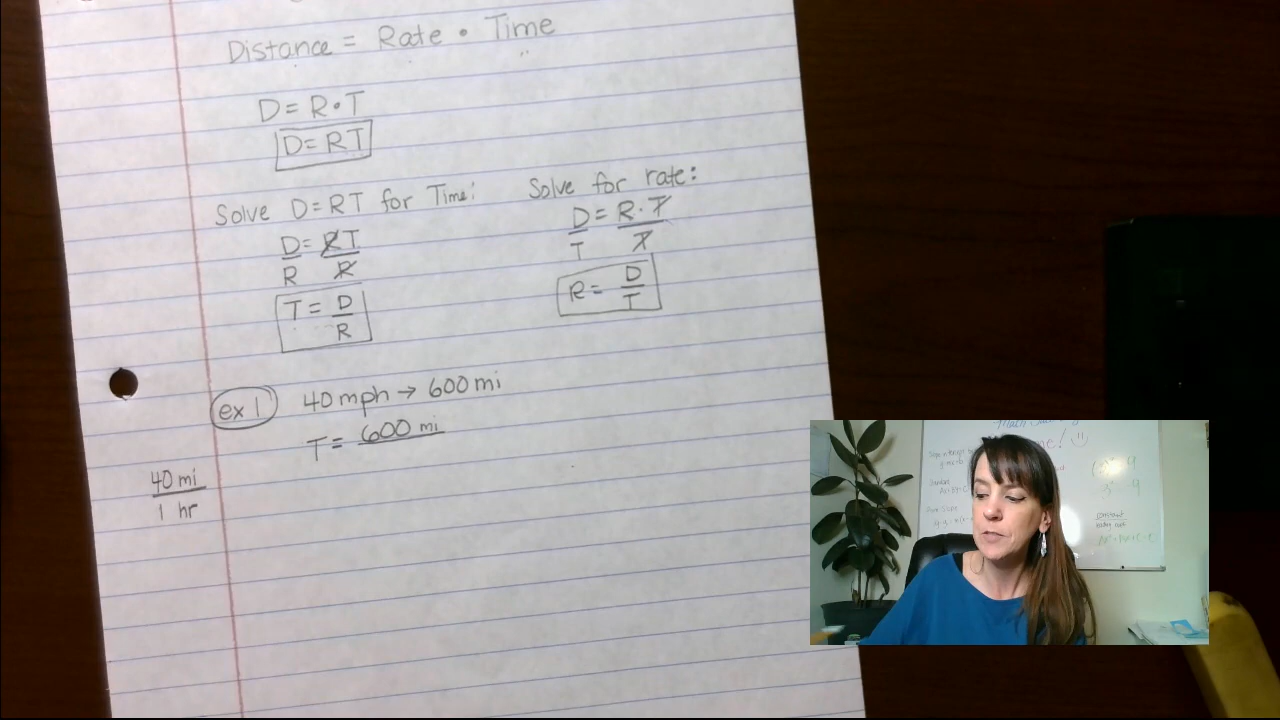 Distance = Rate • Time
D = R • T
D = RT
Solve D = RT for Time:
D = RT
R R
T = D
R
Solve for rate:
D = R · T
T T
R = D
T
ex 1 40 mph → 600 mi
T = 600 mi
40 mi
1 hr